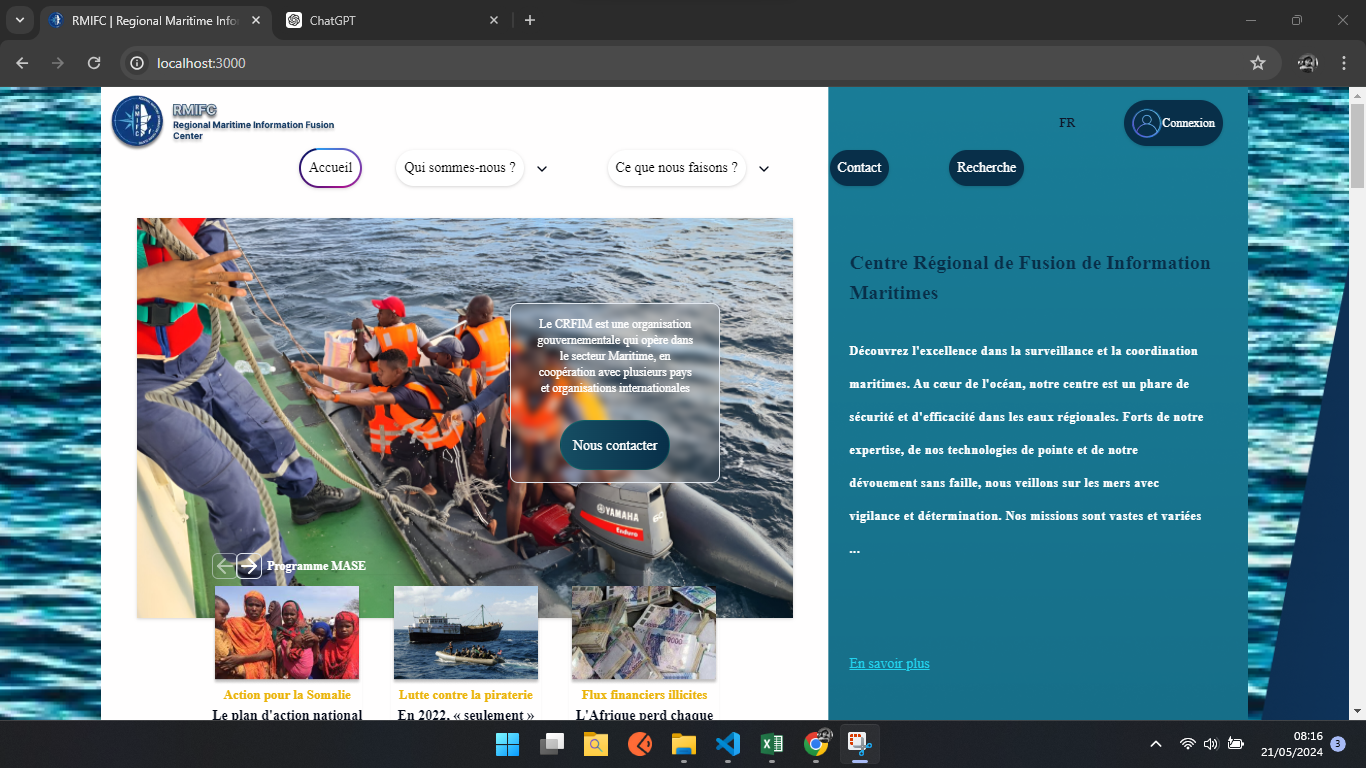 RMIFC | Regional Maritime Infor
ChatGPT
localhost:3000
RMIFC
Regional Maritime Information Fusion
Center
FR
Connexion
Accueil
Qui sommes-nous ?
Ce que nous faisons ?
Contact
Recherche
Le CRFIM est une organisation
gouvernementale qui opère dans
le secteur Maritime, en
coopération avec plusieurs pays
et organisations internationales
Nous contacter
YAMAHA
60
Enduro
Programme MASE
Action pour la Somalie
Le plan d'action national
Lutte contre la piraterie
En 2022, « seulement »
Flux financiers illicites
L'Afrique perd chaque
Centre Régional de Fusion de Information
Maritimes
Découvrez l'excellence dans la surveillance et la coordination
maritimes. Au cœur de l'océan, notre centre est un phare de
sécurité et d'efficacité dans les eaux régionales. Forts de notre
expertise, de nos technologies de pointe et de notre
dévouement sans faille, nous veillons sur les mers avec
vigilance et détermination. Nos missions sont vastes et variées
...
En savoir plus
08:16
21/05/2024
3